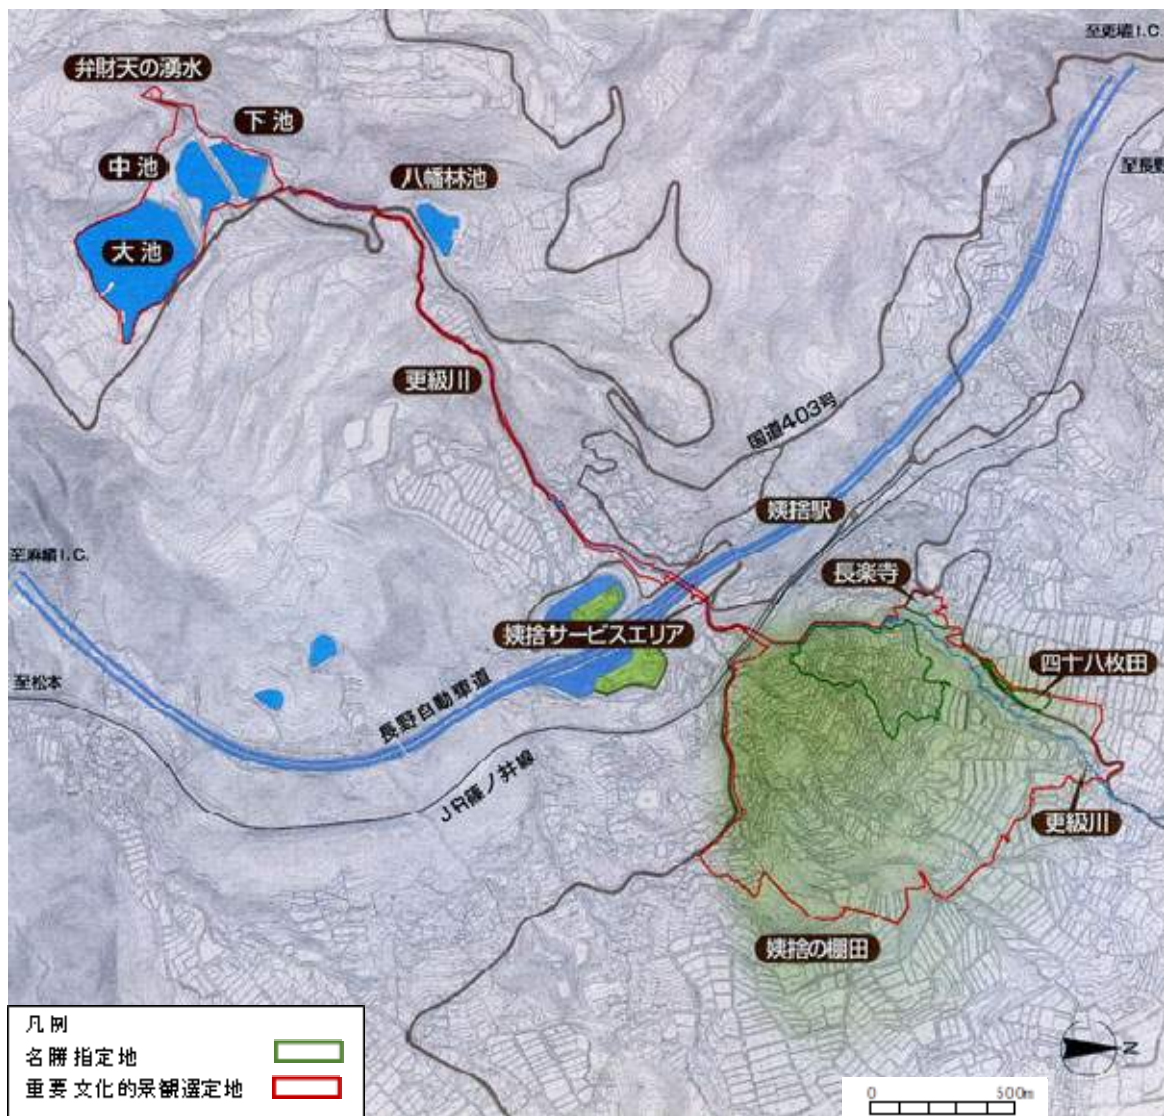 至更埴I.C.
弁財天の湧水
下池
中池
八幡林池
至長野
大池
更級川
国道403号
姨捨駅
至麻績I.C.
長楽寺
姨捨サービスエリア
四十八枚田
至松本
長野自動車道
JR篠ノ井線
更級川
姨捨の棚田
凡例
名勝指定地
重要文化的景観選定地
N
0 500m